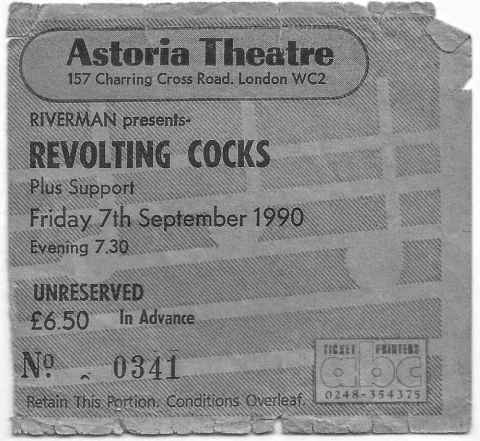 Astoria Theatre
157 Charring Cross Road. London WC2
RIVERMAN presents-
REVOLTING COCKS
Plus Support
Friday 7th September 1990
Evening 7.30
UNRESERVED
£6.50 In Advance
No 0341
TICKET PRINTERS
abc
0248-354375
Retain This Portion. Conditions Overleaf.